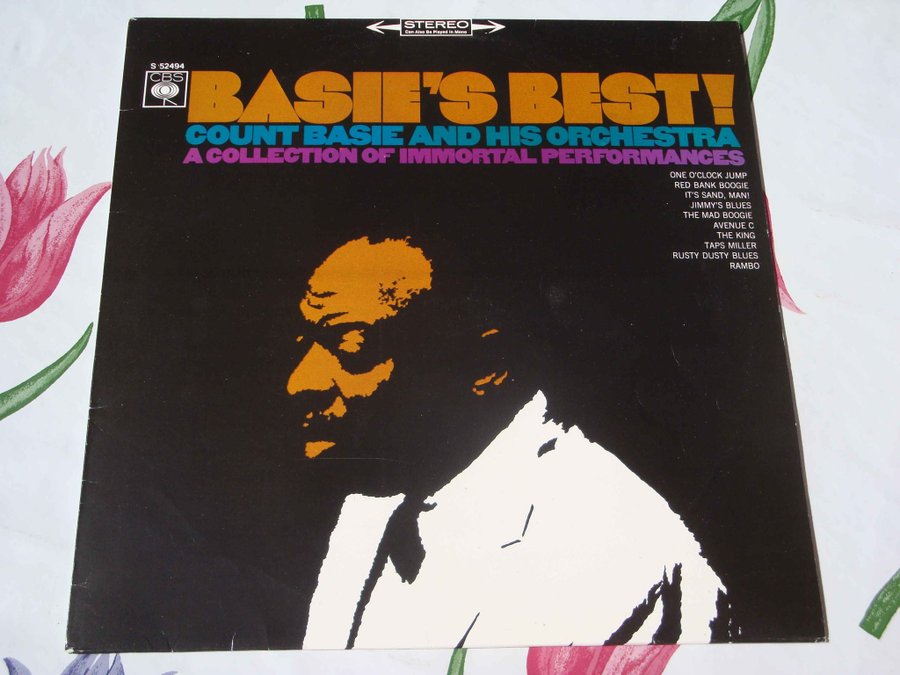 STEREO
Can Also Be Played In Mono
S 52494
CBS
BASIE'S BEST!
COUNT BASIE AND HIS ORCHESTRA
A COLLECTION OF IMMORTAL PERFORMANCES
ONE O'CLOCK JUMP
RED BANK BOOGIE
IT'S SAND, MAN!
JIMMY'S BLUES
THE MAD BOOGIE
AVENUE C
THE KING
TAPS MILLER
RUSTY DUSTY BLUES
RAMBO